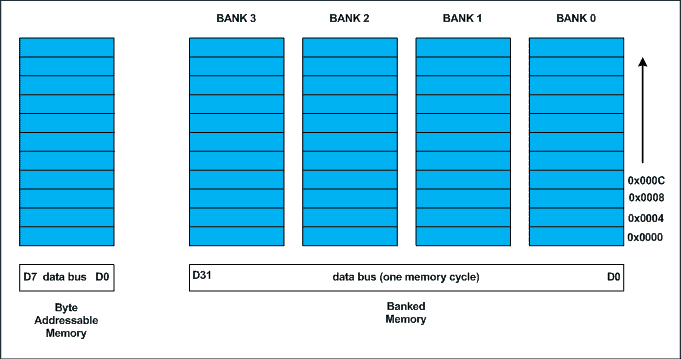 BANK 3 BANK 2 BANK 1 BANK 0
0x000C
0x0008
0x0004
0x0000
D7 data bus D0
D31 data bus (one memory cycle) D0
Byte
Addressable
Memory
Banked
Memory